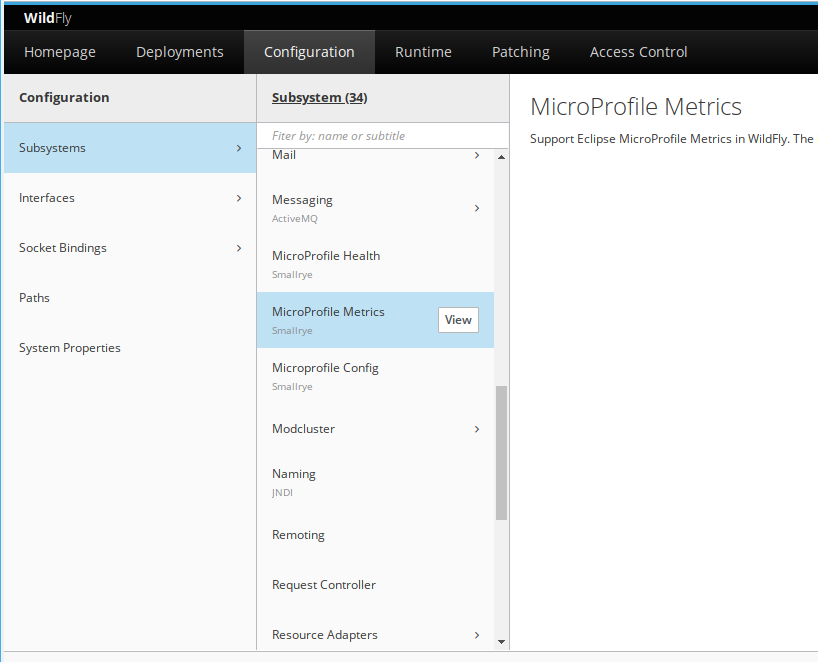 WildFly
Homepage Deployments Configuration Runtime Patching Access Control
Configuration
Subsystems
Interfaces
Socket Bindings
Paths
System Properties
Subsystem (34)
Fiter by: name or subtitle
Mail
Messaging
ActiveMQ
MicroProfile Health
Smallrye
MicroProfile Metrics
Smallrye
View
Microprofile Config
Smallrye
Modcluster
Naming
JNDI
Remoting
Request Controller
Resource Adapters
MicroProfile Metrics
Support Eclipse MicroProfile Metrics in WildFly. The